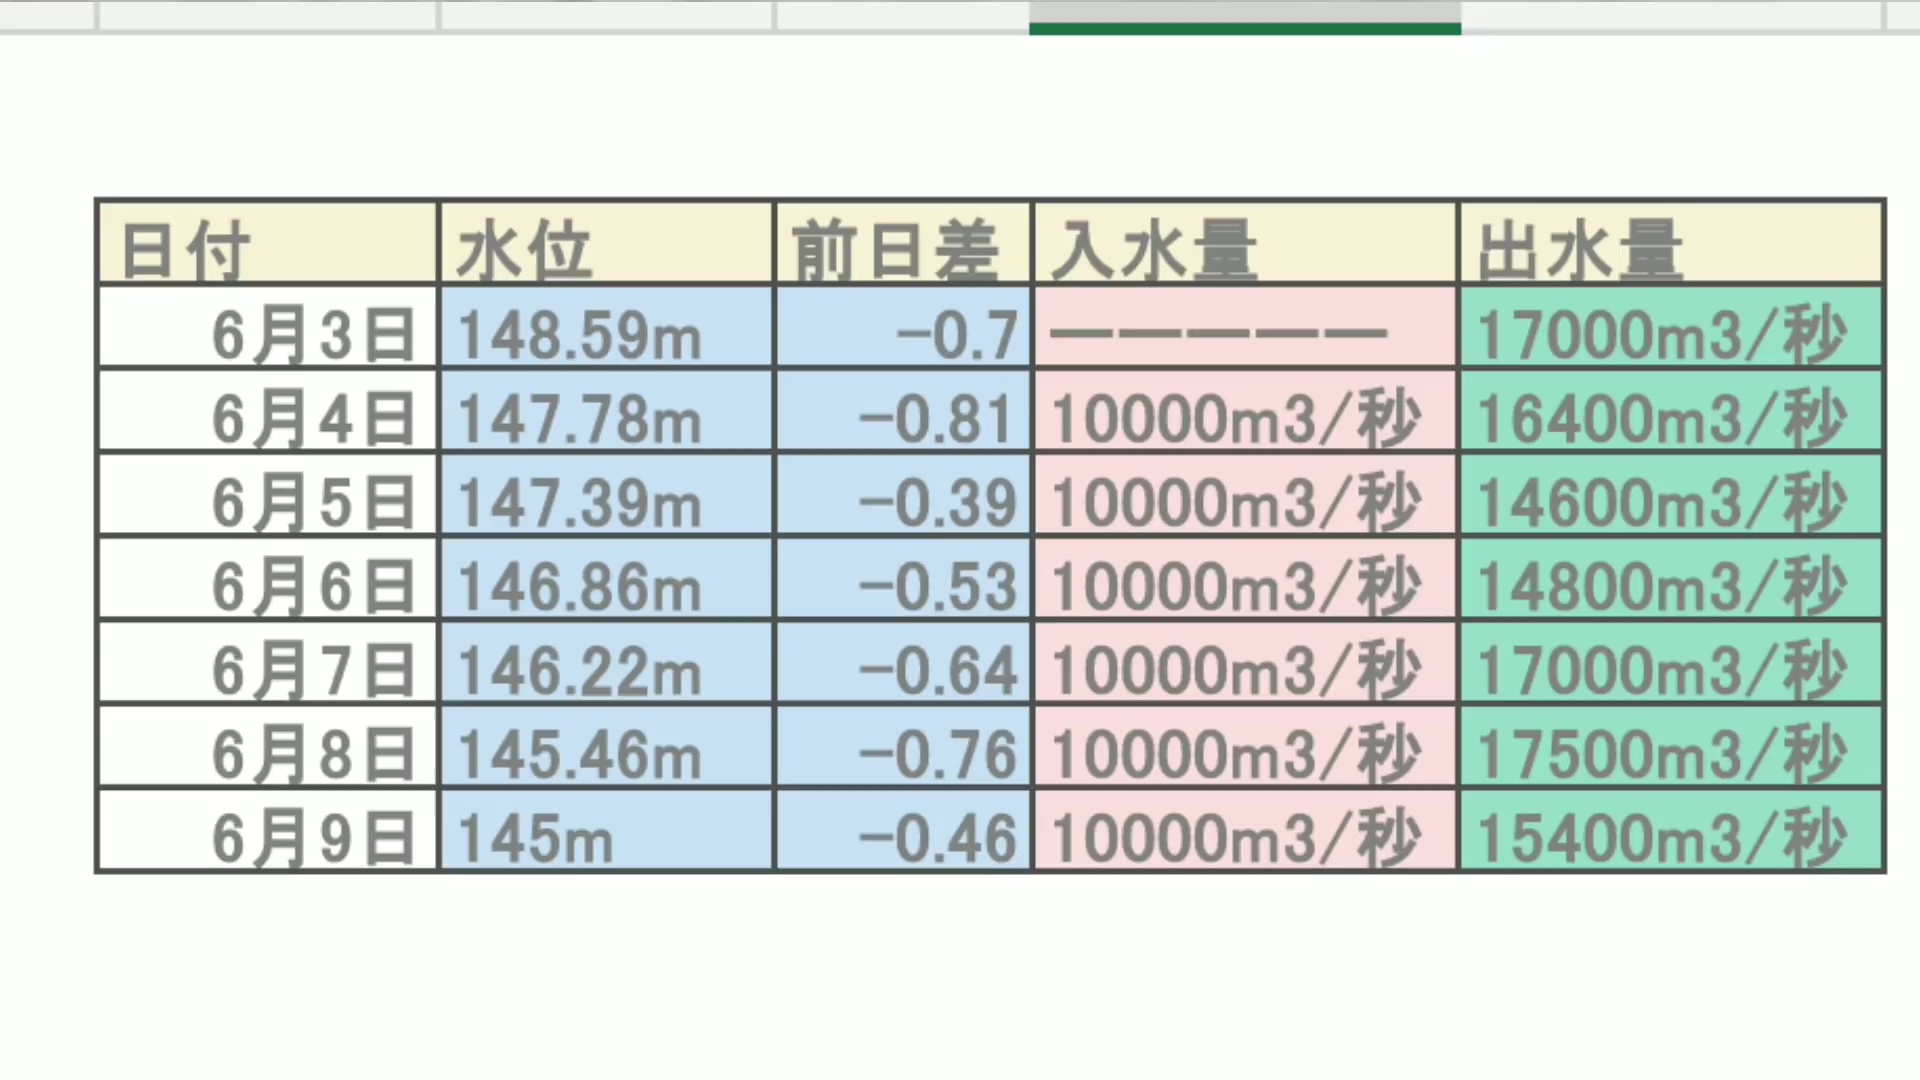 日付 水位 前日差 入水量 出水量
6月3日 148.59m -0.7 ————— 17000m3/秒
6月4日 147.78m -0.81 10000m3/秒 16400m3/秒
6月5日 147.39m -0.39 10000m3/秒 14600m3/秒
6月6日 146.86m -0.53 10000m3/秒 14800m3/秒
6月7日 146.22m -0.64 10000m3/秒 17000m3/秒
6月8日 145.46m -0.76 10000m3/秒 17500m3/秒
6月9日 145m -0.46 10000m3/秒 15400m3/秒